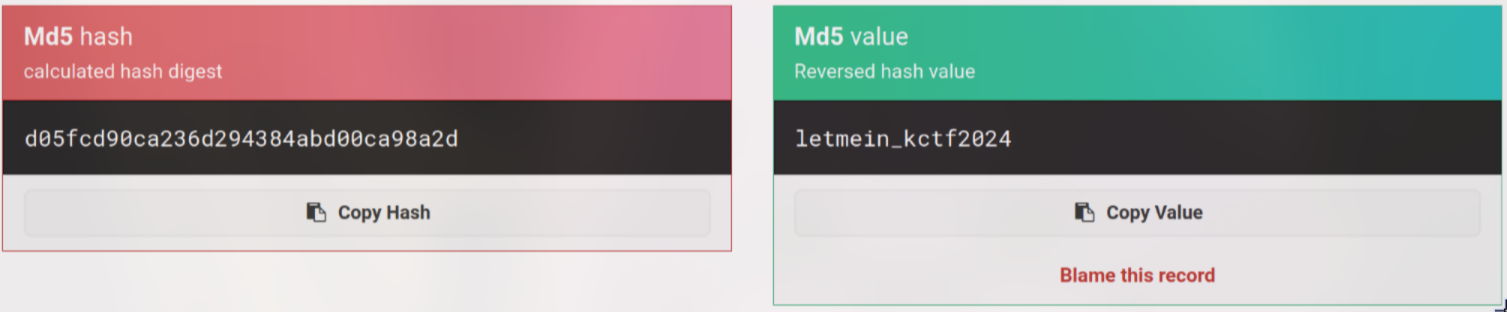 Md5 hash
calculated hash digest
d05fcd90ca236d294384abd00ca98a2d
Copy Hash
Md5 value
Reversed hash value
letmein_kctf2024
Copy Value
Blame this record